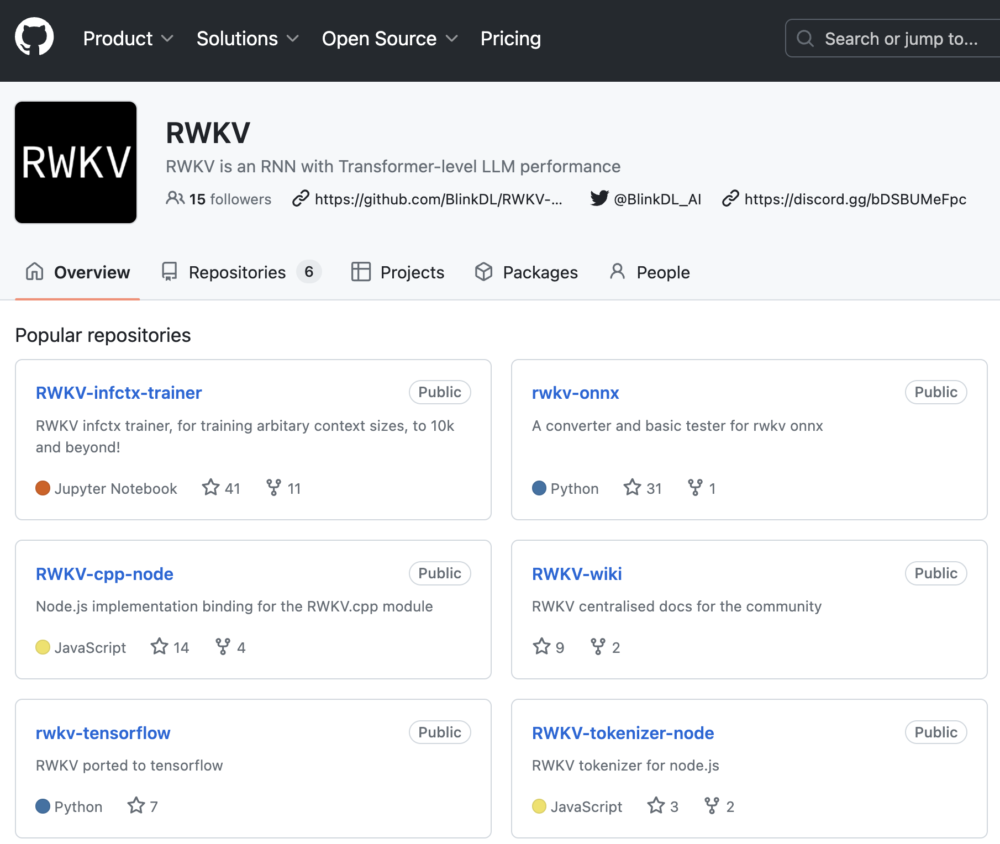 Product
Solutions
Open Source
Pricing
Search or jump to...
RWKV
RWKV
RWKV is an RNN with Transformer-level LLM performance
15 followers
https://github.com/BlinkDL/RWKV-...
@BlinkDL_AI
https://discord.gg/bDSBUMeFpc
Overview
Repositories 6
Projects
Packages
People
Popular repositories
RWKV-infctx-trainer
Public
RWKV infctx trainer, for training arbitary context sizes, to 10k
and beyond!
Jupyter Notebook 41 11
rwkv-onnx
Public
A converter and basic tester for rwkv onnx
Python 31 1
RWKV-cpp-node
Public
Node.js implementation binding for the RWKV.cpp module
JavaScript 14 4
RWKV-wiki
Public
RWKV centralised docs for the community
9 2
rwkv-tensorflow
Public
RWKV ported to tensorflow
Python 7
RWKV-tokenizer-node
Public
RWKV tokenizer for node.js
JavaScript 3 2